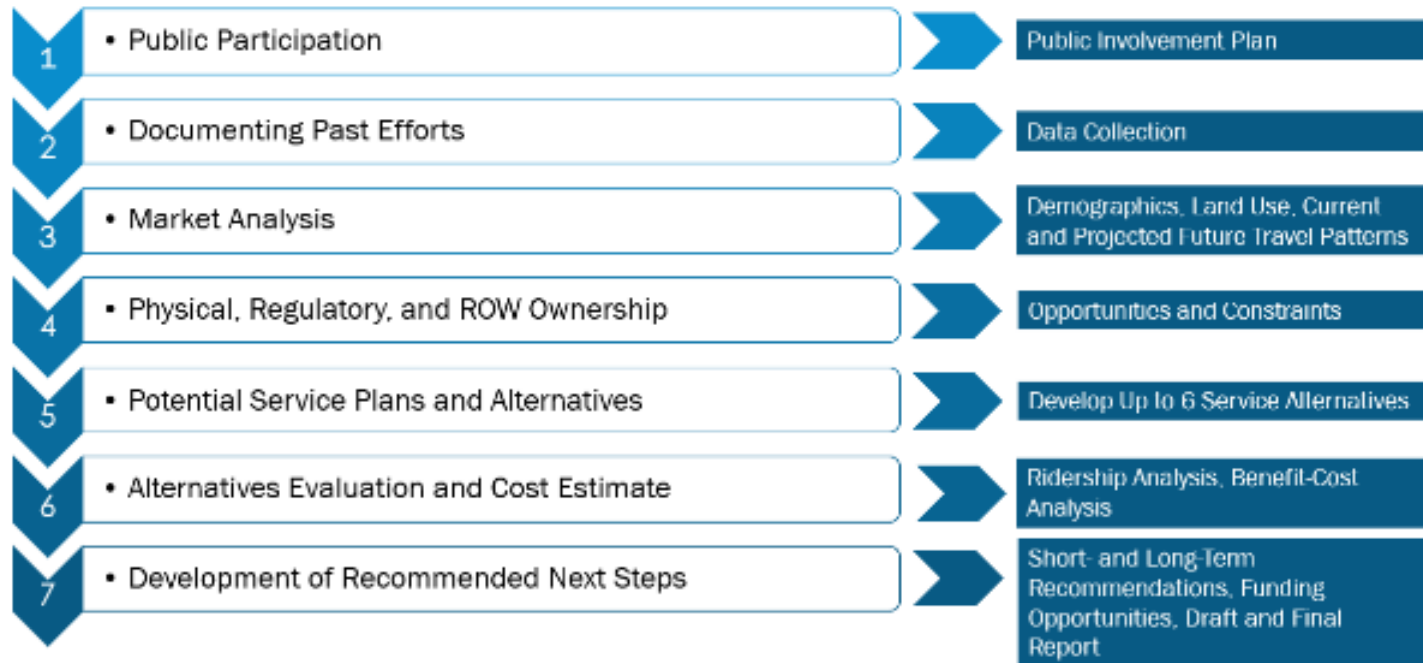 1
• Public Participation
Public Involvement Plan
2
• Documenting Past Efforts
Data Collection
3
• Market Analysis
Demographics, Land Use, Current
and Projected Future Travel Patterns
4
• Physical, Regulatory, and ROW Ownership
Opportunities and Constraints
5
• Potential Service Plans and Alternatives
Develop Up to 6 Service Alternatives
6
• Alternatives Evaluation and Cost Estimate
Ridership Analysis, Benefit-Cost
Analysis
7
• Development of Recommended Next Steps
Short- and Long-Term
Recommendations, Funding
Opportunities, Draft and Final
Report